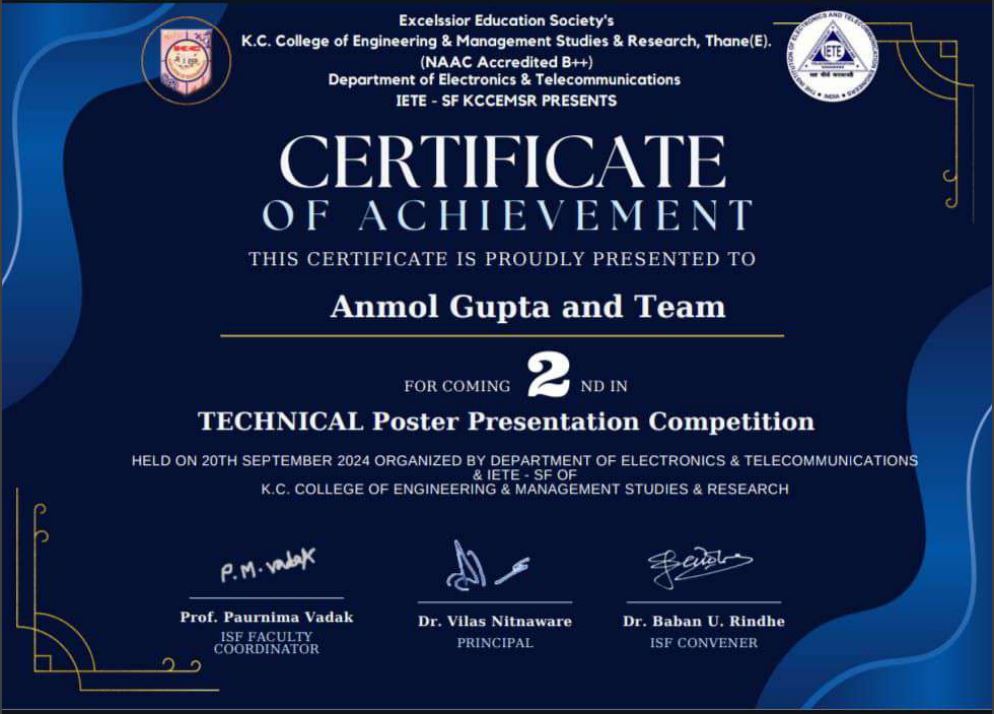 Excelssior Education Society's
K.C. College of Engineering & Management Studies & Research, Thane(E).
(NAAC Accredited B++)
Department of Electronics & Telecommunications
IETE - SF KCCEMSR PRESENTS
KC
IETE
INDIA
CERTIFICATE
OF ACHIEVEMENT
THIS CERTIFICATE IS PROUDLY PRESENTED TO
Anmol Gupta and Team
FOR COMING 2 ND IN
TECHNICAL Poster Presentation Competition
HELD ON 20TH SEPTEMBER 2024 ORGANIZED BY DEPARTMENT OF ELECTRONICS & TELECOMMUNICATIONS
& IETE - SF OF
K.C. COLLEGE OF ENGINEERING & MANAGEMENT STUDIES & RESEARCH
P.M. Vadak
Prof. Paurnima Vadak
ISF FACULTY
COORDINATOR
Dr. Vilas Nitnaware
PRINCIPAL
Dr. Baban U. Rindhe
ISF CONVENER